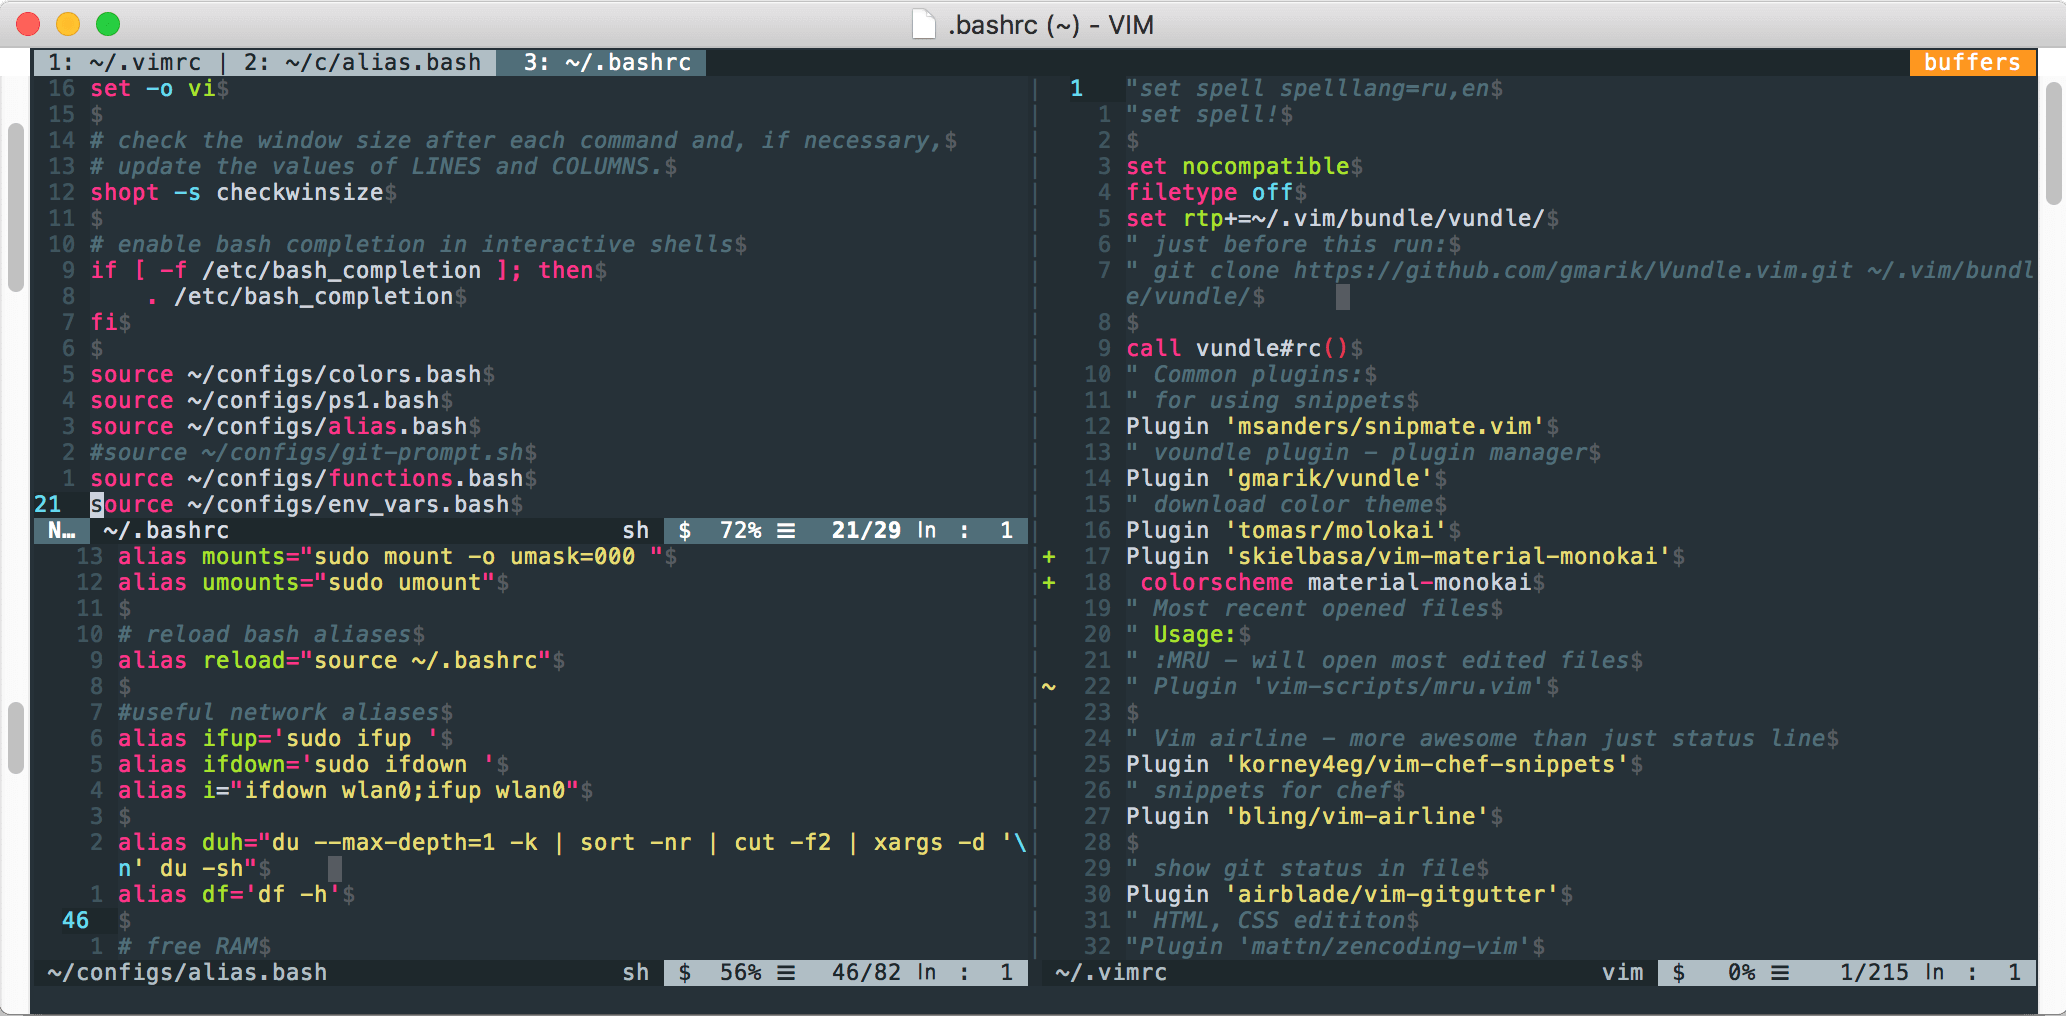 .bashrc (~) - VIM
1: ~/.vimrc | 2: ~/c/alias.bash 3: ~/.bashrc buffers
16 set -o vi$
15 $
14 # check the window size after each command and, if necessary,$
13 # update the values of LINES and COLUMNS.$
12 shopt -s checkwinsize$
11 $
10 # enable bash completion in interactive shells$
9 if [ -f /etc/bash_completion ]; then$
8 . /etc/bash_completion$
7 fi$
6 $
5 source ~/configs/colors.bash$
4 source ~/configs/ps1.bash$
3 source ~/configs/alias.bash$
2 #source ~/configs/git-prompt.sh$
1 source ~/configs/functions.bash$
21 source ~/configs/env_vars.bash$
N… ~/.bashrc sh $ 72% ☰ 21/29 ln : 1
13 alias mounts="sudo mount -o umask=000 "$
12 alias umounts="sudo umount"$
11 $
10 # reload bash aliases$
9 alias reload="source ~/.bashrc"$
8 $
7 #useful network aliases$
6 alias ifup='sudo ifup '$
5 alias ifdown='sudo ifdown '$
4 alias i="ifdown wlan0;ifup wlan0"$
3 $
2 alias duh="du --max-depth=1 -k | sort -nr | cut -f2 | xargs -d '\
n' du -sh"$
1 alias df='df -h'$
46 $
1 # free RAM$
~/configs/alias.bash sh $ 56% ☰ 46/82 ln : 1
1 "set spell spelllang=ru,en$
1 "set spell!$
2 $
3 set nocompatible$
4 filetype off$
5 set rtp+=~/.vim/bundle/vundle/$
6 " just before this run:$
7 " git clone https://github.com/gmarik/Vundle.vim.git ~/.vim/bundl
e/vundle/$
8 $
9 call vundle#rc()$
10 " Common plugins:$
11 " for using snippets$
12 Plugin 'msanders/snipmate.vim'$
13 " voundle plugin - plugin manager$
14 Plugin 'gmarik/vundle'$
15 " download color theme$
16 Plugin 'tomasr/molokai'$
+ 17 Plugin 'skielbasa/vim-material-monokai'$
+ 18 colorscheme material-monokai$
19 " Most recent opened files$
20 " Usage:$
21 " :MRU - will open most edited files$
~ 22 " Plugin 'vim-scripts/mru.vim'$
23 $
24 " Vim airline - more awesome than just status line$
25 Plugin 'korney4eg/vim-chef-snippets'$
26 " snippets for chef$
27 Plugin 'bling/vim-airline'$
28 $
29 " show git status in file$
30 Plugin 'airblade/vim-gitgutter'$
31 " HTML, CSS edititon$
32 "Plugin 'mattn/zencoding-vim'$
~/.vimrc vim $ 0% ☰ 1/215 ln : 1